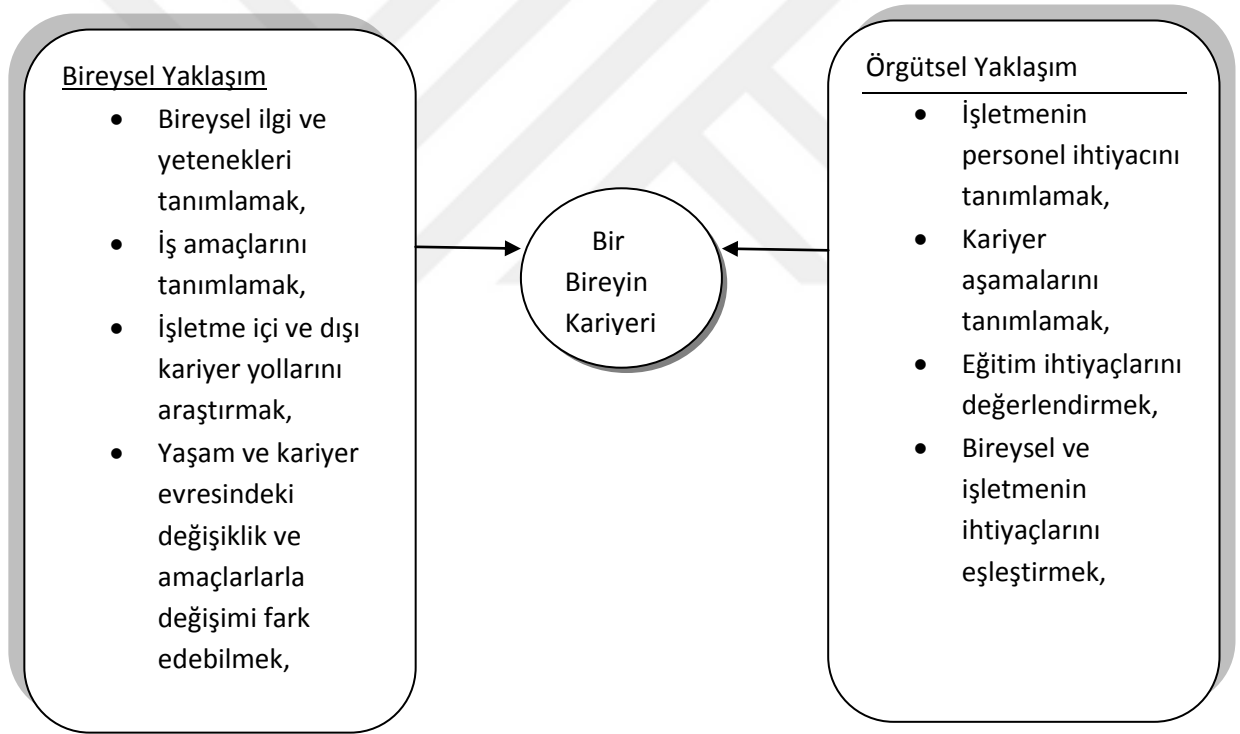 Bireysel Yaklaşım
• Bireysel ilgi ve
yetenekleri
tanımlamak,
• İş amaçlarını
tanımlamak,
• İşletme içi ve dışı
kariyer yollarını
araştırmak,
• Yaşam ve kariyer
evresindeki
değişiklik ve
amaçlarlarla
değişimi fark
edebilmek,
Bir
Bireyin
Kariyeri
Örgütsel Yaklaşım
• İşletmenin
personel ihtiyacını
tanımlamak,
• Kariyer
aşamalarını
tanımlamak,
• Eğitim ihtiyaçlarını
değerlendirmek,
• Bireysel ve
işletmenin
ihtiyaçlarını
eşleştirmek,